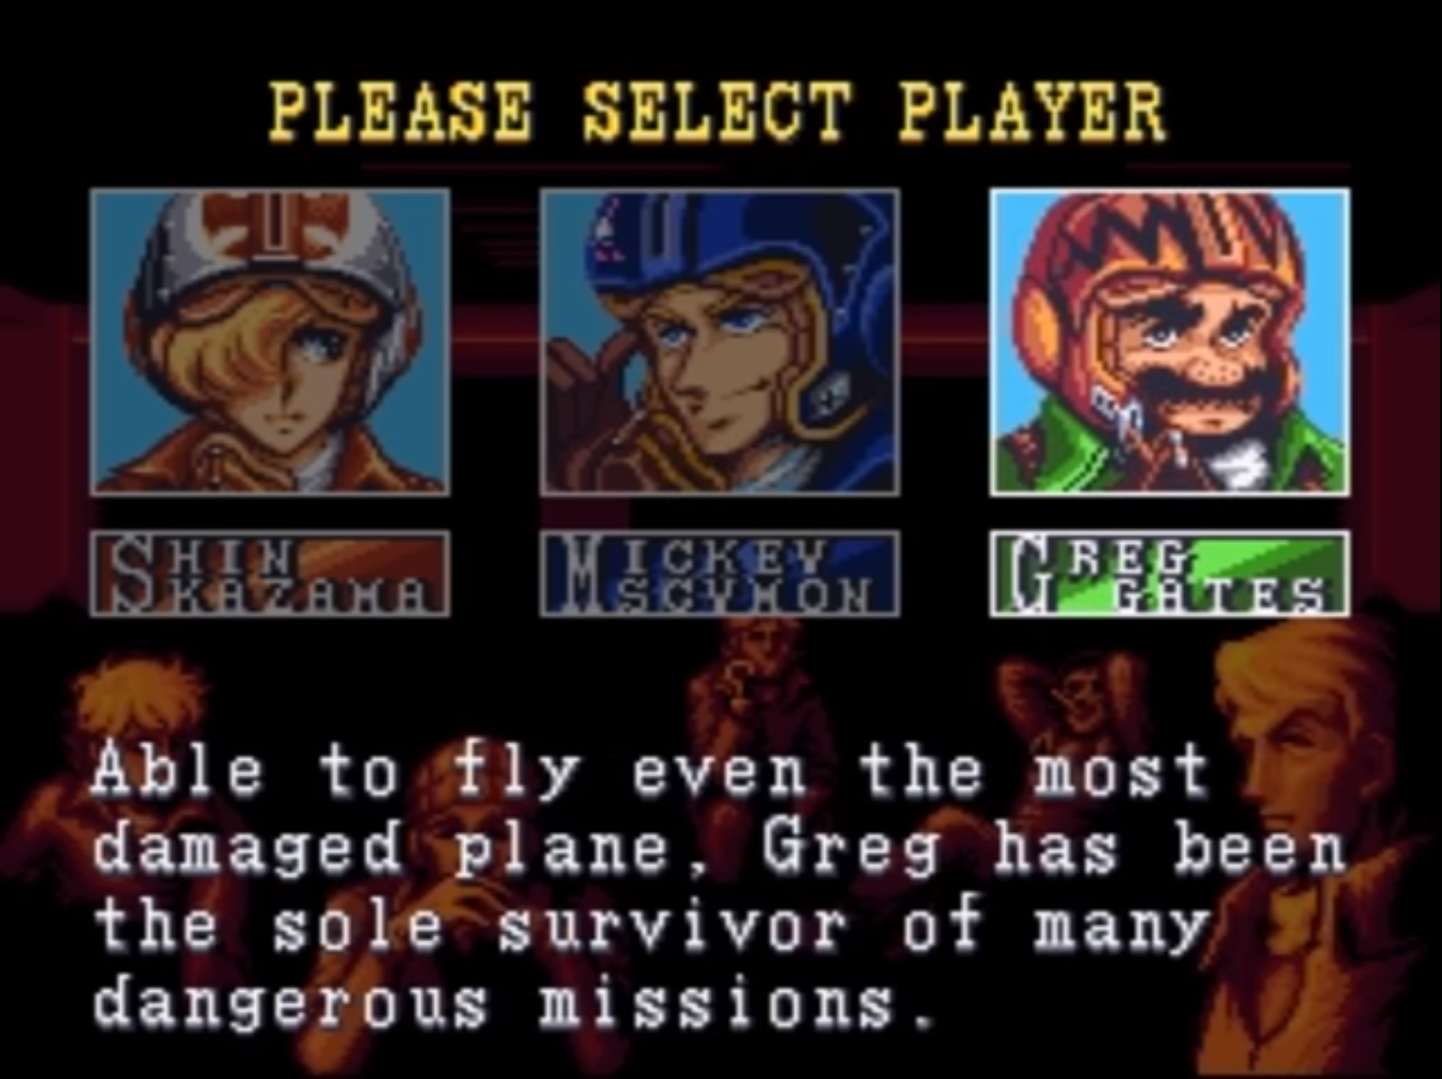 PLEASE SELECT PLAYER
SHIN
KAZAMA
MICKEY
SCYMON
GREG
GATES
Able to fly even the most
damaged plane, Greg has been
the sole survivor of many
dangerous missions.